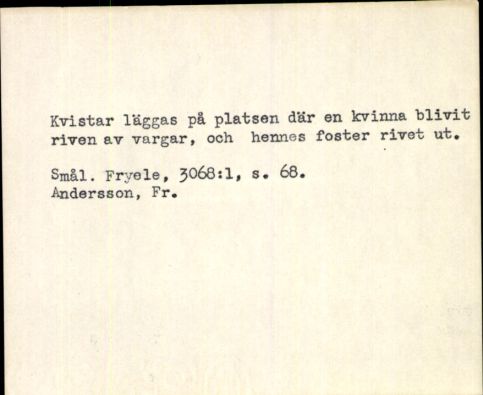 Kvistar läggas på platsen där en kvinna blivit
riven av vargar, och hennes foster rivet ut.
Smål. Fryele, 3068:1, s. 68.
Andersson, Fr.